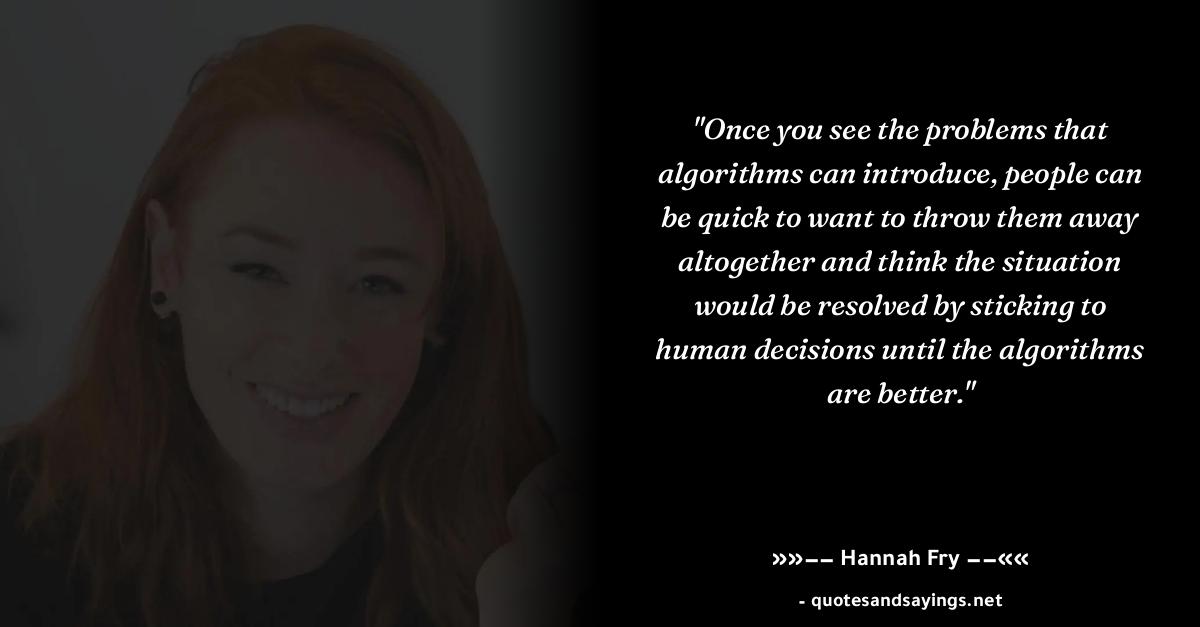 "Once you see the problems that
algorithms can introduce, people can
be quick to want to throw them away
altogether and think the situation
would be resolved by sticking to
human decisions until the algorithms
are better."
»»−− Hannah Fry −−««
- quotesandsayings.net